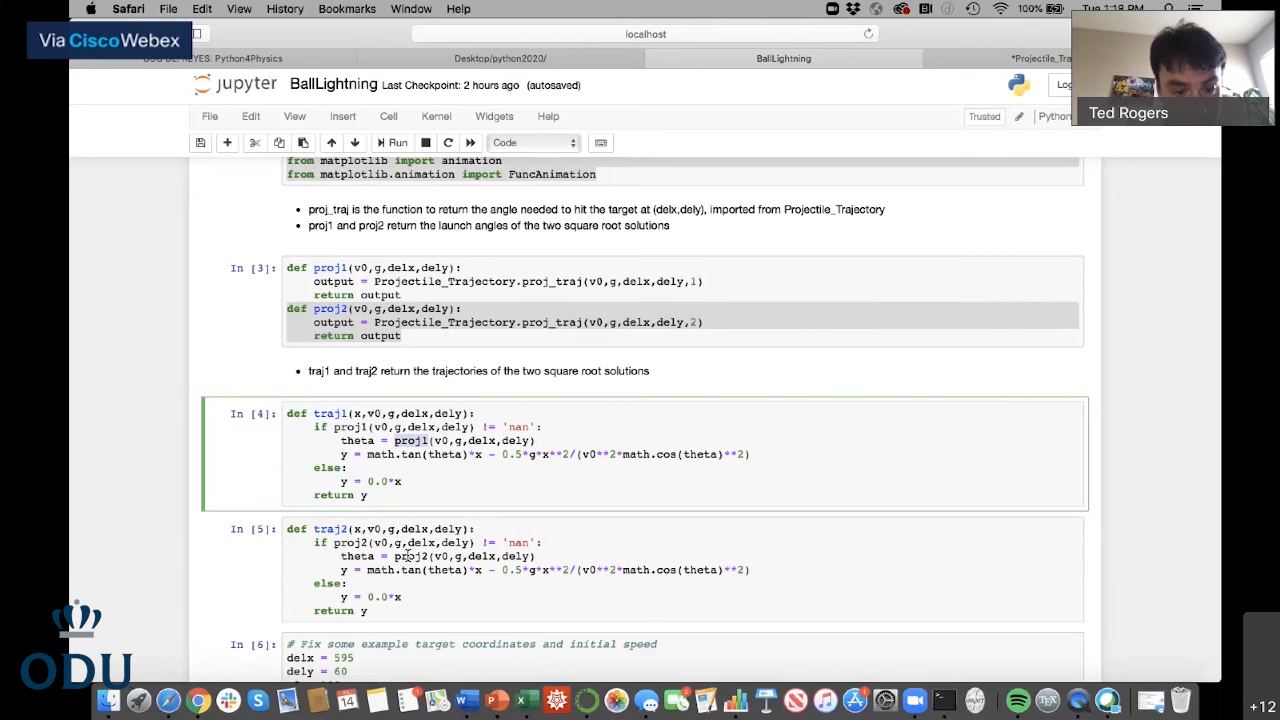 Safari File Edit View History Bookmarks Window Help 100%
Via Cisco Webex
localhost
NEYES: Python4Physics Desktop/python2020/ BallLightning *Projectile_Tra
jupyter BallLightning Last Checkpoint: 2 hours ago (autosaved)
Ted Rogers
File Edit View Insert Cell Kernel Widgets Help Trusted Python
Run Code
from matplotlib import animation
from matplotlib.animation import FuncAnimation
• proj_traj is the function to return the angle needed to hit the target at (delx,dely), imported from Projectile_Trajectory
• proj1 and proj2 return the launch angles of the two square root solutions
In [3]: def proj1(v0,g,delx,dely):
output = Projectile_Trajectory.proj_traj(v0,g,delx,dely,1)
return output
def proj2(v0,g,delx,dely):
output = Projectile_Trajectory.proj_traj(v0,g,delx,dely,2)
return output
• traj1 and traj2 return the trajectories of the two square root solutions
In [4]: def traj1(x,v0,g,delx,dely):
if proj1(v0,g,delx,dely) != 'nan':
theta = proj1(v0,g,delx,dely)
y = math.tan(theta)*x - 0.5*g*x**2/(v0**2*math.cos(theta)**2)
else:
y = 0.0*x
return y
In [5]: def traj2(x,v0,g,delx,dely):
if proj2(v0,g,delx,dely) != 'nan':
theta = proj2(v0,g,delx,dely)
y = math.tan(theta)*x - 0.5*g*x**2/(v0**2*math.cos(theta)**2)
else:
y = 0.0*x
return y
In [6]: # Fix some example target coordinates and initial speed
delx = 595
dely = 60
ODU
+12